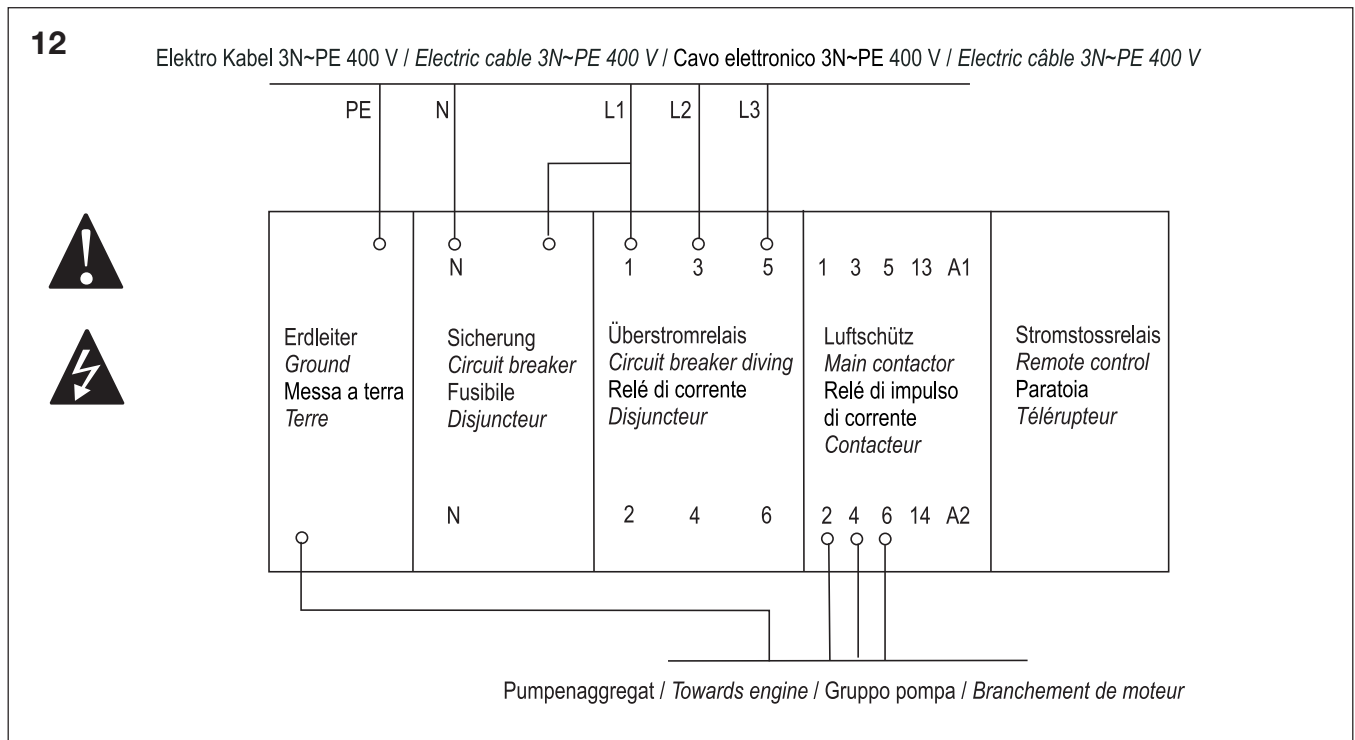 12
Elektro Kabel 3N~PE 400 V / Electric cable 3N~PE 400 V / Cavo elettronico 3N~PE 400 V / Electric câble 3N~PE 400 V
PE N L1 L2 L3
N 1 3 5 1 3 5 13 A1
Erdleiter
Ground
Messa a terra
Terre
Sicherung
Circuit breaker
Fusibile
Disjuncteur
Überstromrelais
Circuit breaker diving
Relé di corrente
Disjuncteur
Luftschütz
Main contactor
Relé di impulso
di corrente
Contacteur
Stromstossrelais
Remote control
Paratoia
Télérupteur
N 2 4 6 2 4 6 14 A2
Pumpenaggregat / Towards engine / Gruppo pompa / Branchement de moteur